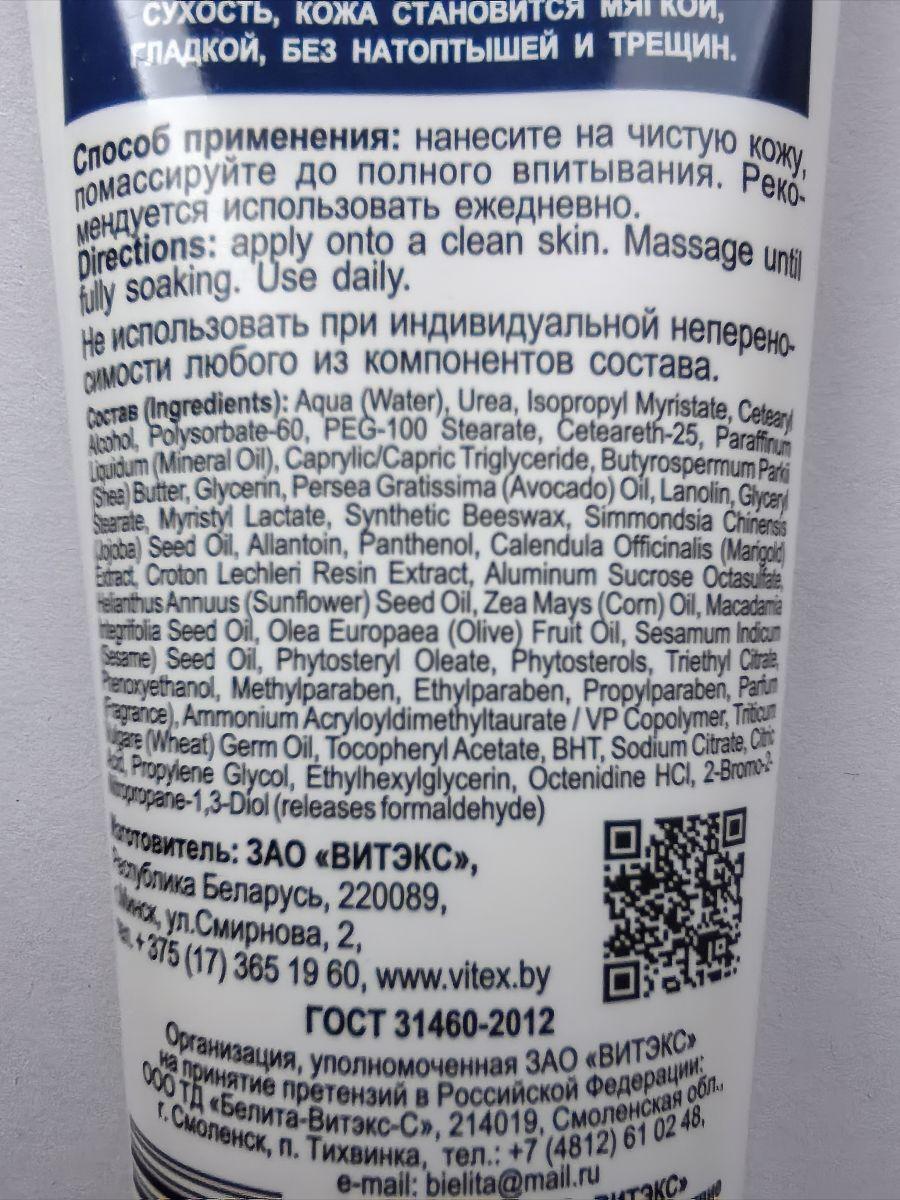 СУХОСТЬ, КОЖА СТАНОВИТСЯ МЯГКОЙ,
ГЛАДКОЙ, БЕЗ НАТОПТЫШЕЙ И ТРЕЩИН.
Способ применения: нанесите на чистую кожу,
помассируйте до полного впитывания. Реко-
мендуется использовать ежедневно.
Directions: apply onto a clean skin. Massage until
fully soaking. Use daily.
Не использовать при индивидуальной неперено-
симости любого из компонентов состава.
Состав (Ingredients): Aqua (Water), Urea, Isopropyl Myristate, Cetearyl
Alcohol, Polysorbate-60, PEG-100 Stearate, Ceteareth-25, Paraffinum
Liquidum (Mineral Oil), Caprylic/Capric Triglyceride, Butyrospermum Parkii
(Shea) Butter, Glycerin, Persea Gratissima (Avocado) Oil, Lanolin, Glyceryl
Stearate, Myristyl Lactate, Synthetic Beeswax, Simmondsia Chinensis
(Jojoba) Seed Oil, Allantoin, Panthenol, Calendula Officinalis (Marigold)
Extract, Croton Lechleri Resin Extract, Aluminum Sucrose Octasulfate,
Helianthus Annuus (Sunflower) Seed Oil, Zea Mays (Corn) Oil, Macadamia
Integrifolia Seed Oil, Olea Europaea (Olive) Fruit Oil, Sesamum Indicum
(Sesame) Seed Oil, Phytosteryl Oleate, Phytosterols, Triethyl Citrate,
Phenoxyethanol, Methylparaben, Ethylparaben, Propylparaben, Parfum
(Fragrance), Ammonium Acryloyldimethyltaurate / VP Copolymer, Triticum
Vulgare (Wheat) Germ Oil, Tocopheryl Acetate, BHT, Sodium Citrate, Citric
Acid, Propylene Glycol, Ethylhexylglycerin, Octenidine HCl, 2-Bromo-2-
Nitropropane-1,3-Diol (releases formaldehyde)
Изготовитель: ЗАО «ВИТЭКС»,
Республика Беларусь, 220089,
г.Минск, ул.Смирнова, 2,
тел. +375 (17) 365 19 60, www.vitex.by
ГОСТ 31460-2012
Организация, уполномоченная ЗАО «ВИТЭКС»
на принятие претензий в Российской Федерации:
ООО ТД «Белита-Витэкс-С», 214019, Смоленская обл.,
г. Смоленск, п. Тихвинка, тел.: +7 (4812) 61 02 48,
e-mail: bielita@mail.ru
ВИТЭКС»